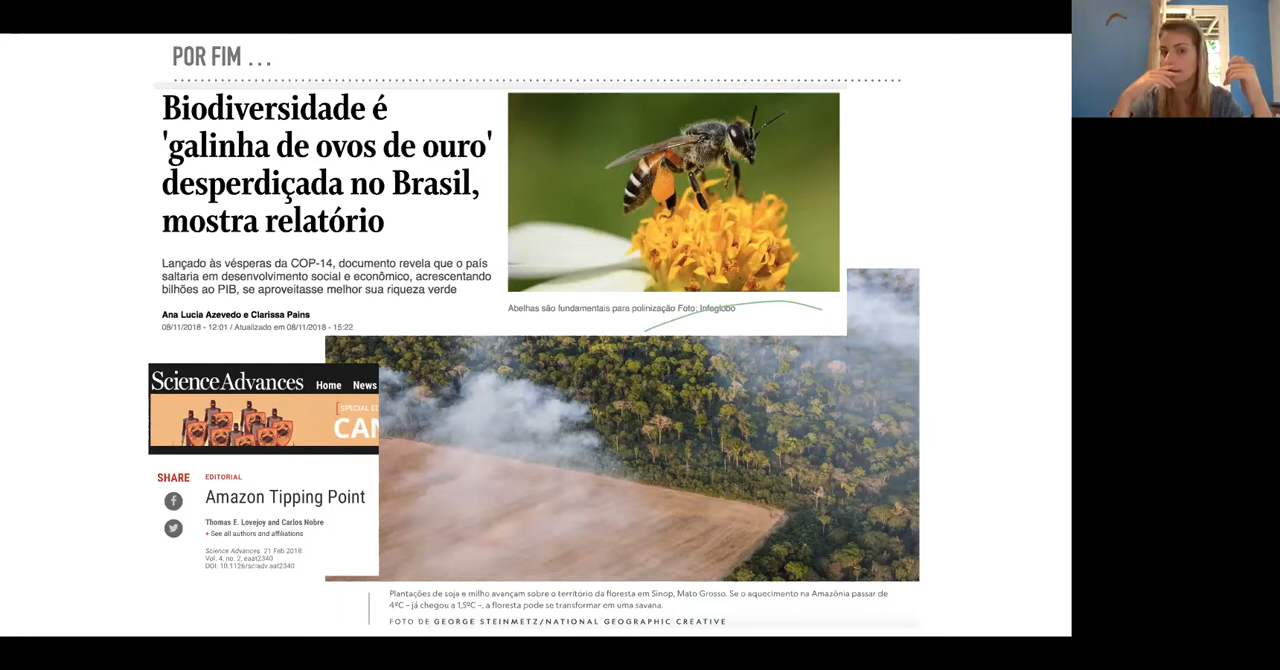 POR FIM ...
Biodiversidade é
'galinha de ovos de ouro'
desperdiçada no Brasil,
mostra relatório
Lançado às vésperas da COP-14, documento revela que o país
saltaria em desenvolvimento social e econômico, acrescentando
bilhões ao PIB, se aproveitasse melhor sua riqueza verde
Ana Lucia Azevedo e Clarissa Pains
08/11/2018 - 12:01 / Atualizado em 08/11/2018 - 15:22
Abelhas são fundamentais para polinização Foto: Infoglobo
ScienceAdvances Home News
[SPECIAL ED
CAN
SHARE
EDITORIAL
Amazon Tipping Point
Thomas E. Lovejoy and Carlos Nobre
+ See all authors and affiliations
Science Advances 21 Feb 2018:
Vol. 4, no. 2, eaat2340
DOI: 10.1126/sciadv.aat2340
Plantações de soja e milho avançam sobre o território da floresta em Sinop, Mato Grosso. Se o aquecimento na Amazônia passar de
4ºC – já chegou a 1,5ºC –, a floresta pode se transformar em uma savana.
FOTO DE GEORGE STEINMETZ/NATIONAL GEOGRAPHIC CREATIVE